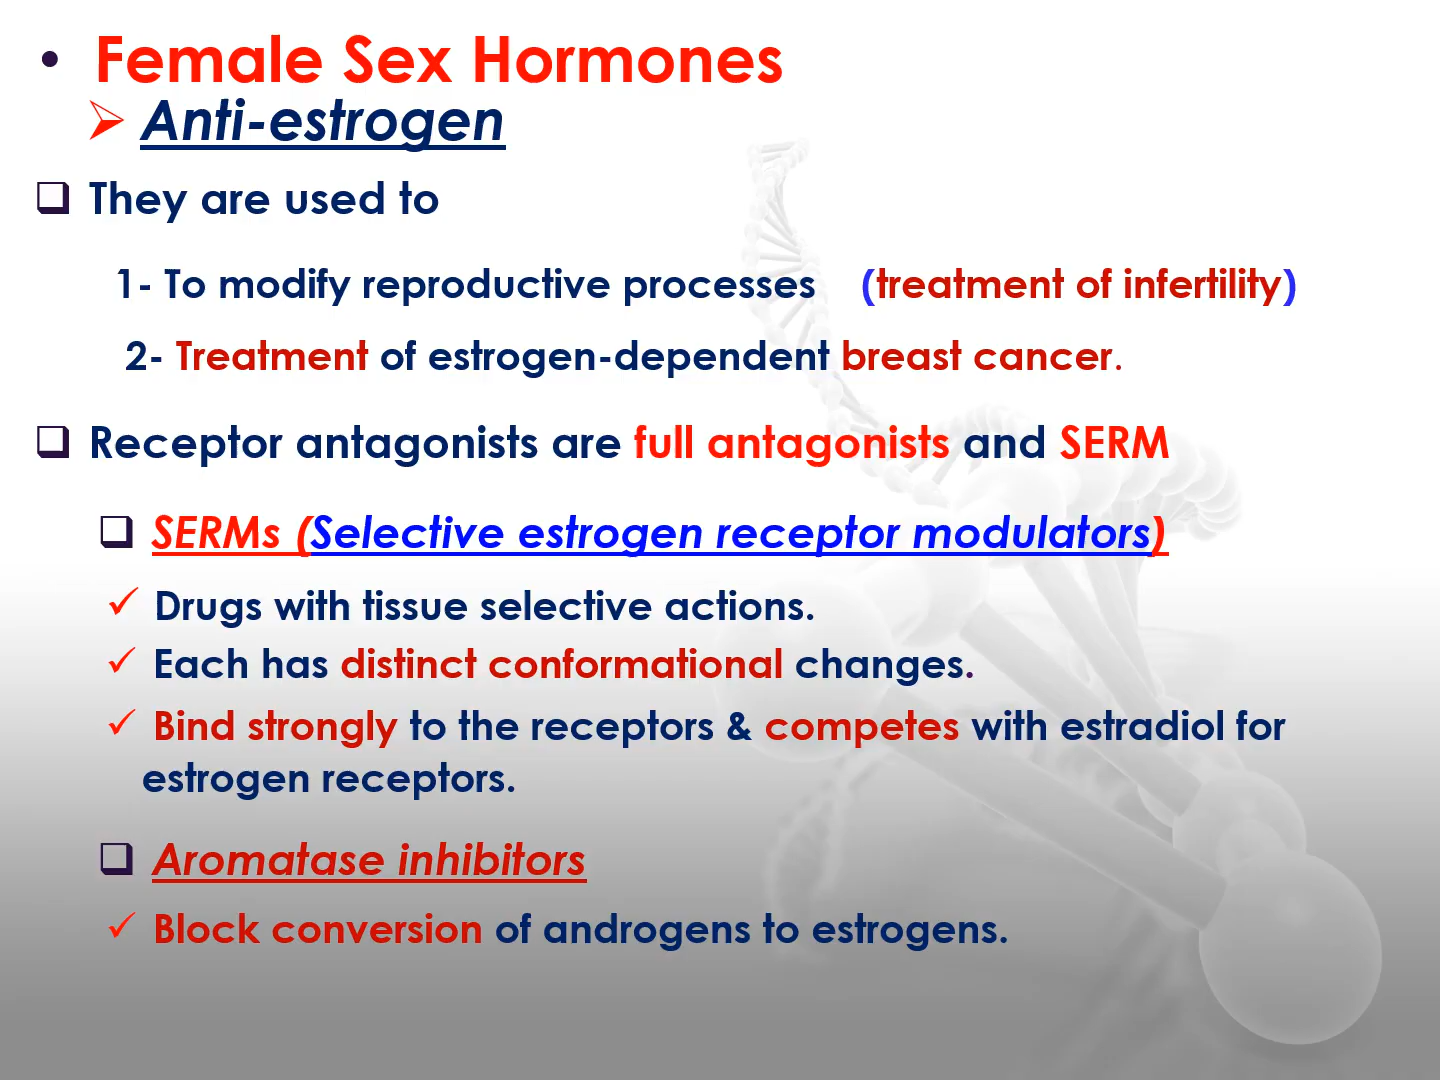 • Female Sex Hormones
➢ Anti-estrogen
❑ They are used to
1- To modify reproductive processes (treatment of infertility)
2- Treatment of estrogen-dependent breast cancer.
❑ Receptor antagonists are full antagonists and SERM
❑ SERMs (Selective estrogen receptor modulators)
✓ Drugs with tissue selective actions.
✓ Each has distinct conformational changes.
✓ Bind strongly to the receptors & competes with estradiol for
estrogen receptors.
❑ Aromatase inhibitors
✓ Block conversion of androgens to estrogens.